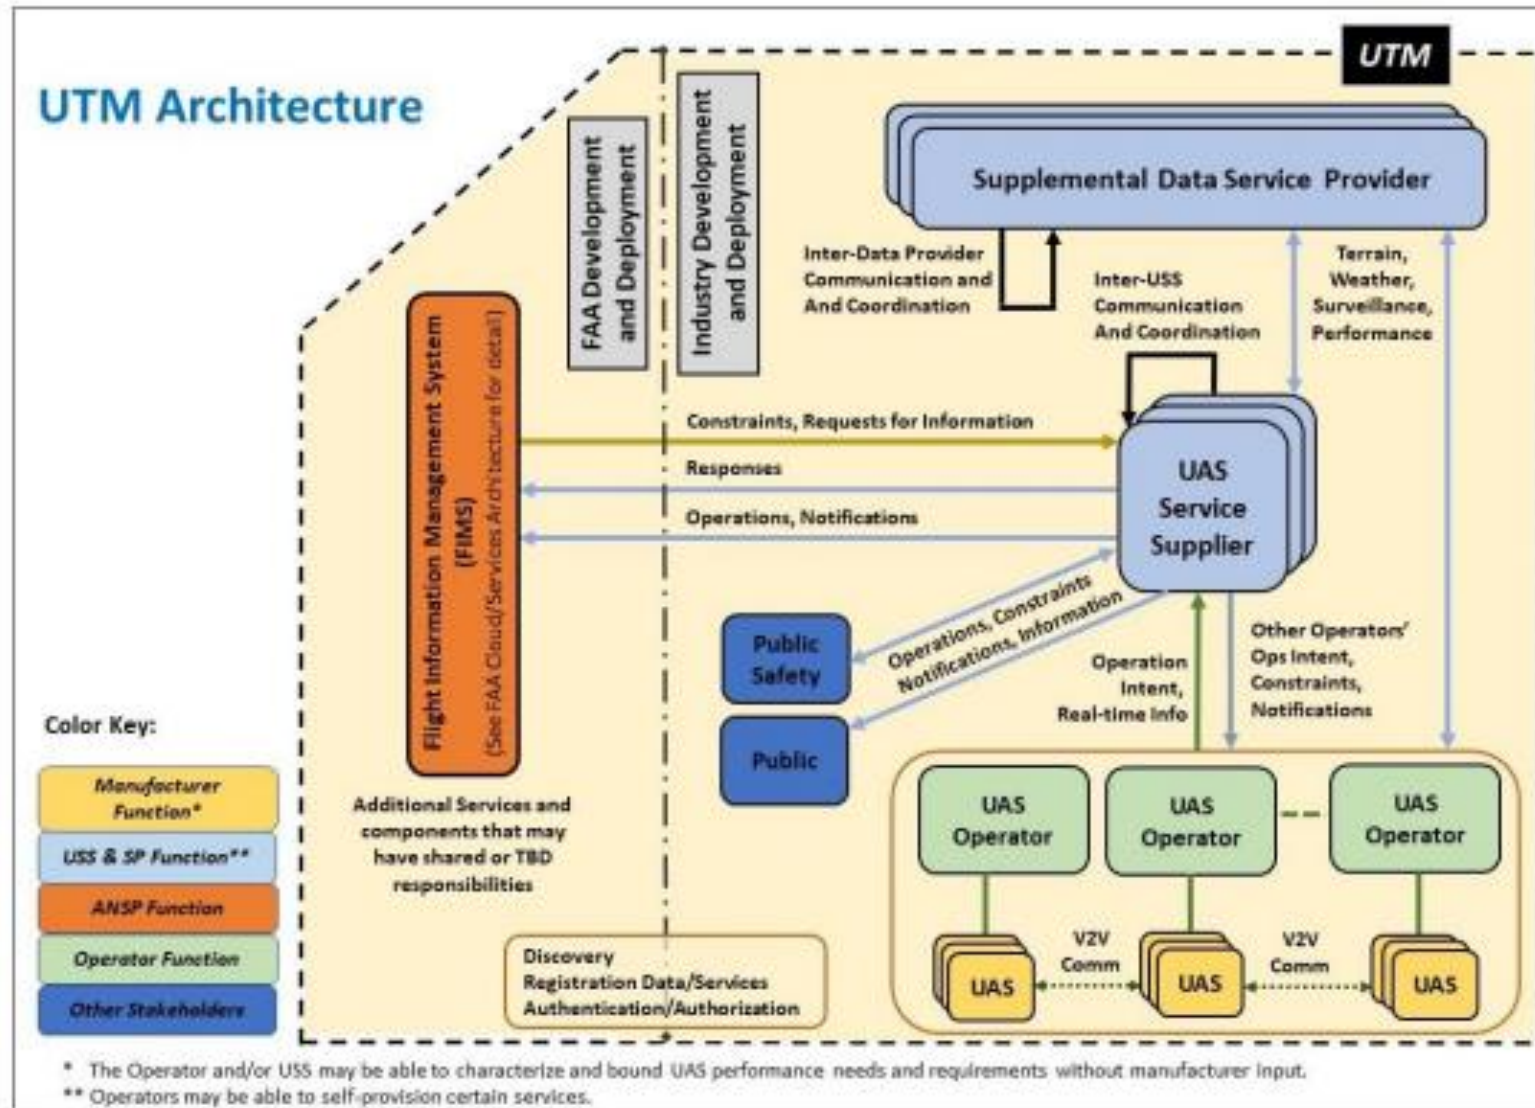 UTM
UTM Architecture
FAA Development
and Deployment
Industry Development
and Deployment
Supplemental Data Service Provider
Inter-Data Provider
Communication and
And Coordination
Inter-USS
Communication
And Coordination
Terrain,
Weather,
Surveillance,
Performance
Flight Information Management System
(FIMS)
(See FAA Cloud/Services Architecture for detail)
Constraints, Requests for Information
Responses
Operations, Notifications
UAS
Service
Supplier
Operations, Constraints
Notifications, Information
Public
Safety
Public
Operation
Intent,
Real-time Info
Other Operators'
Ops Intent,
Constraints,
Notifications
Color Key:
Manufacturer
Function*
USS & SP Function**
ANSP Function
Operator Function
Other Stakeholders
Additional Services and
components that may
have shared or TBD
responsibilities
Discovery
Registration Data/Services
Authentication/Authorization
UAS
Operator
UAS
Operator
UAS
Operator
V2V
Comm
V2V
Comm
UAS
UAS
UAS
* The Operator and/or USS may be able to characterize and bound UAS performance needs and requirements without manufacturer input.
** Operators may be able to self-provision certain services.